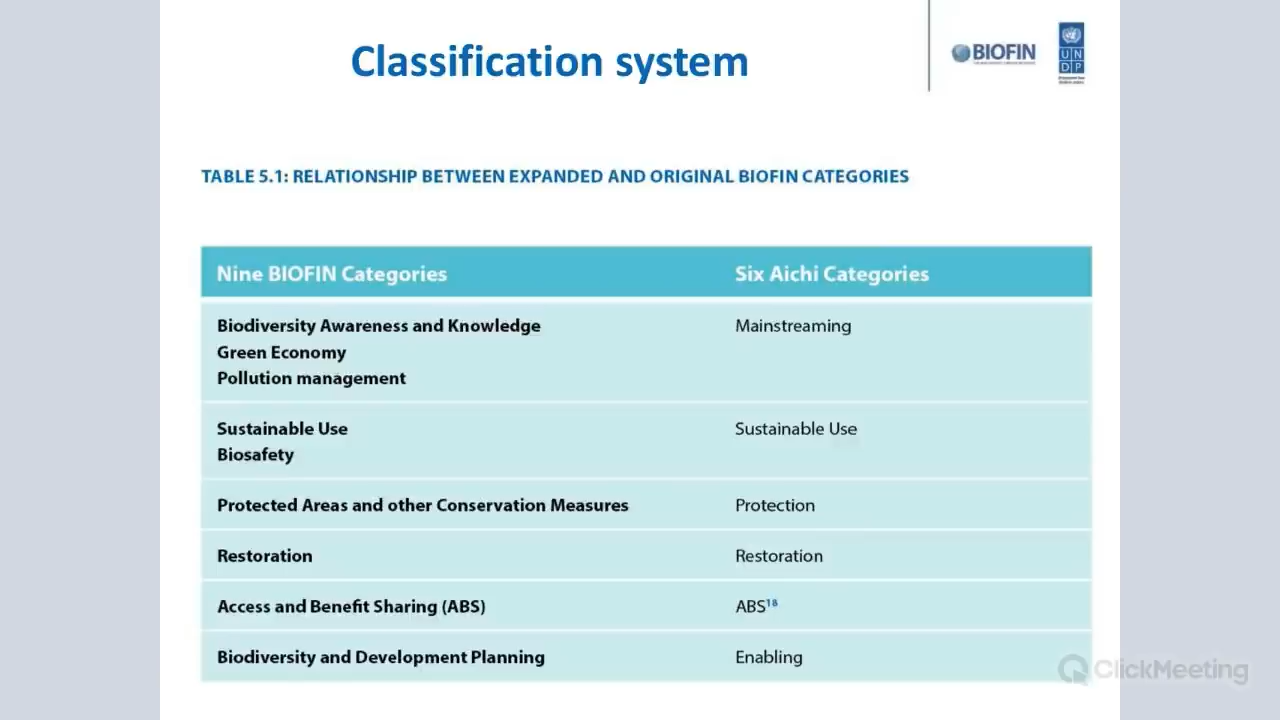 Classification system
BIOFIN
UN
DP
TABLE 5.1: RELATIONSHIP BETWEEN EXPANDED AND ORIGINAL BIOFIN CATEGORIES
Nine BIOFIN Categories Six Aichi Categories
Biodiversity Awareness and Knowledge Mainstreaming
Green Economy
Pollution management
Sustainable Use Sustainable Use
Biosafety
Protected Areas and other Conservation Measures Protection
Restoration Restoration
Access and Benefit Sharing (ABS) ABS18
Biodiversity and Development Planning Enabling
ClickMeeting